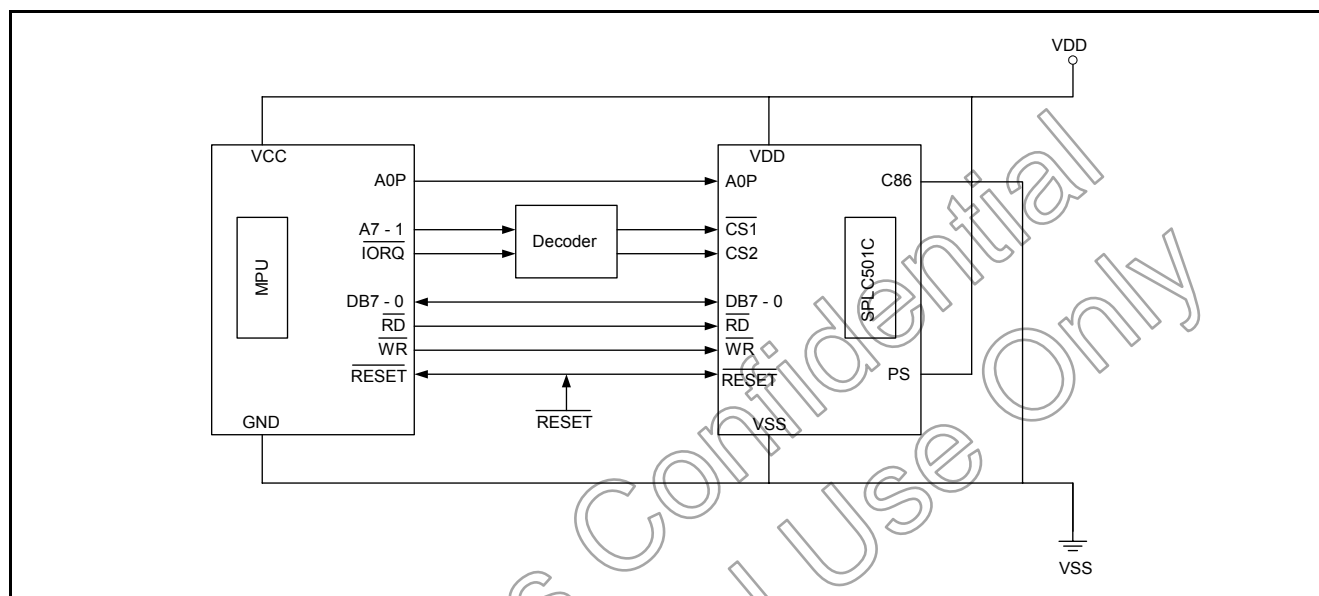 VDD
VCC
VDD
A0P
A0P
C86
A7 - 1
Decoder
CS1
IORQ
CS2
MPU
SPLC501C
DB7 - 0
DB7 - 0
RD
RD
WR
WR
RESET
RESET
PS
RESET
GND
VSS
VSS
Confidential
Use Only